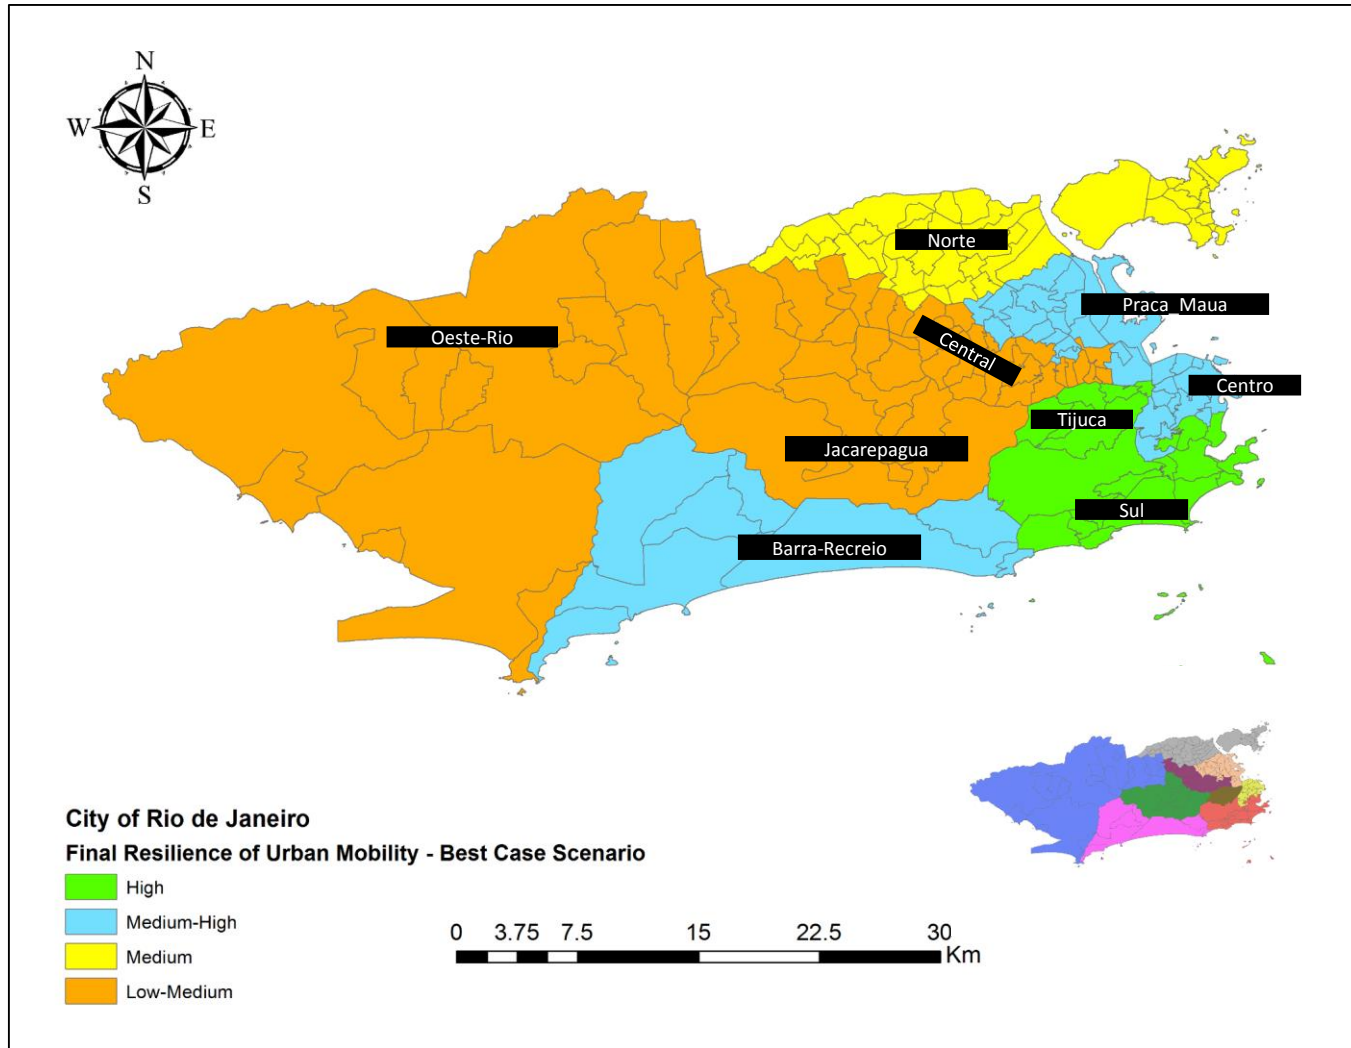 N
W
E
S
Norte
Praca_Maua
Oeste-Rio
Central
Centro
Tijuca
Jacarepagua
Sul
Barra-Recreio
City of Rio de Janeiro
Final Resilience of Urban Mobility - Best Case Scenario
High
Medium-High
Medium
Low-Medium
0 3.75 7.5 15 22.5 30
Km